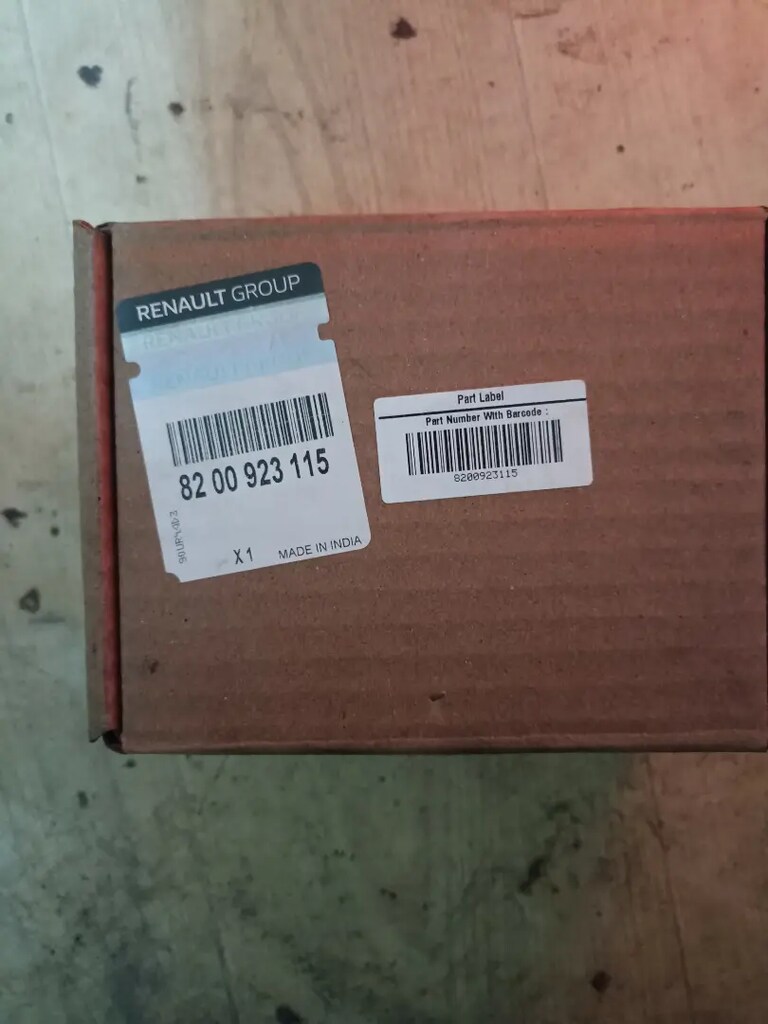 RENAULT GROUP
82 00 923 115
X1 MADE IN INDIA
Part Label
Part Number With Barcode :
8200923115